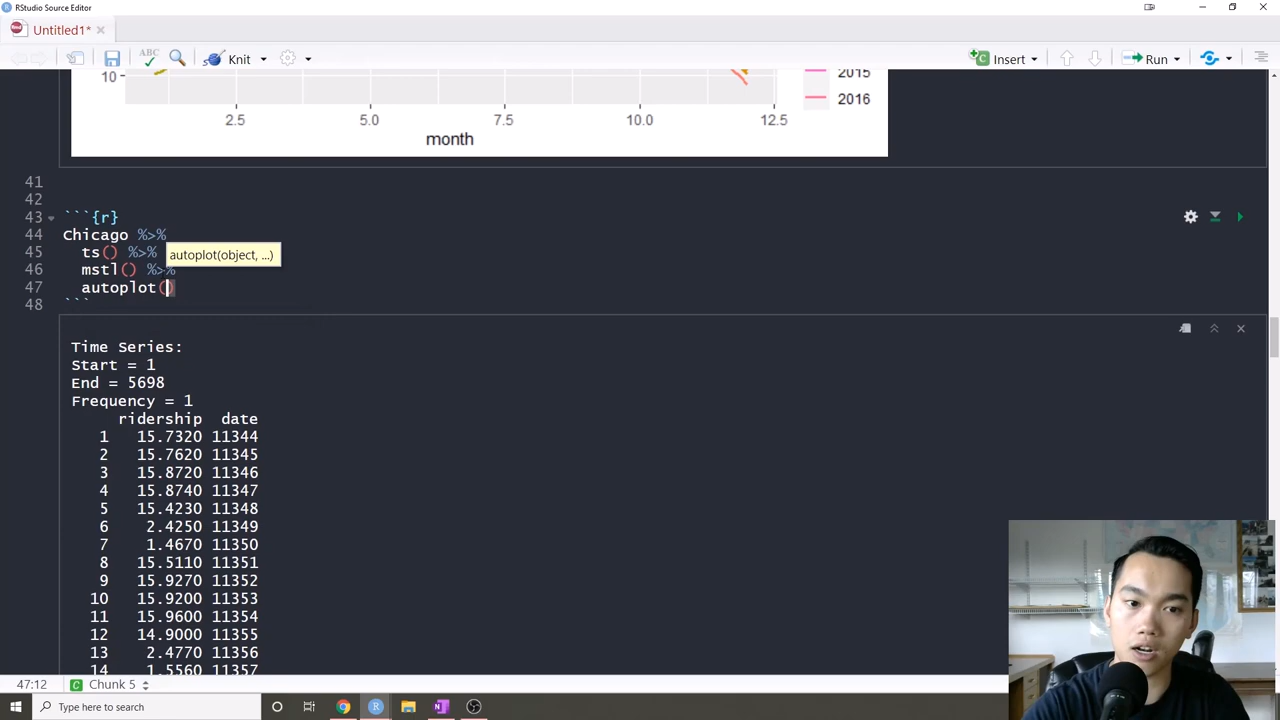 RStudio Source Editor
Untitled1*
ABC
Knit
Insert
Run
10
2015
2016
2.5 5.0 7.5 10.0 12.5
month
41
42
43 ```{r}
44 Chicago %>%
45 ts() %>%
autoplot(object, ...)
46 mstl() %>%
47 autoplot()
48 ```
Time Series:
Start = 1
End = 5698
Frequency = 1
ridership date
1 15.7320 11344
2 15.7620 11345
3 15.8720 11346
4 15.8740 11347
5 15.4230 11348
6 2.4250 11349
7 1.4670 11350
8 15.5110 11351
9 15.9270 11352
10 15.9200 11353
11 15.9600 11354
12 14.9000 11355
13 2.4770 11356
14 1.5560 11357
47:12 C Chunk 5
Type here to search